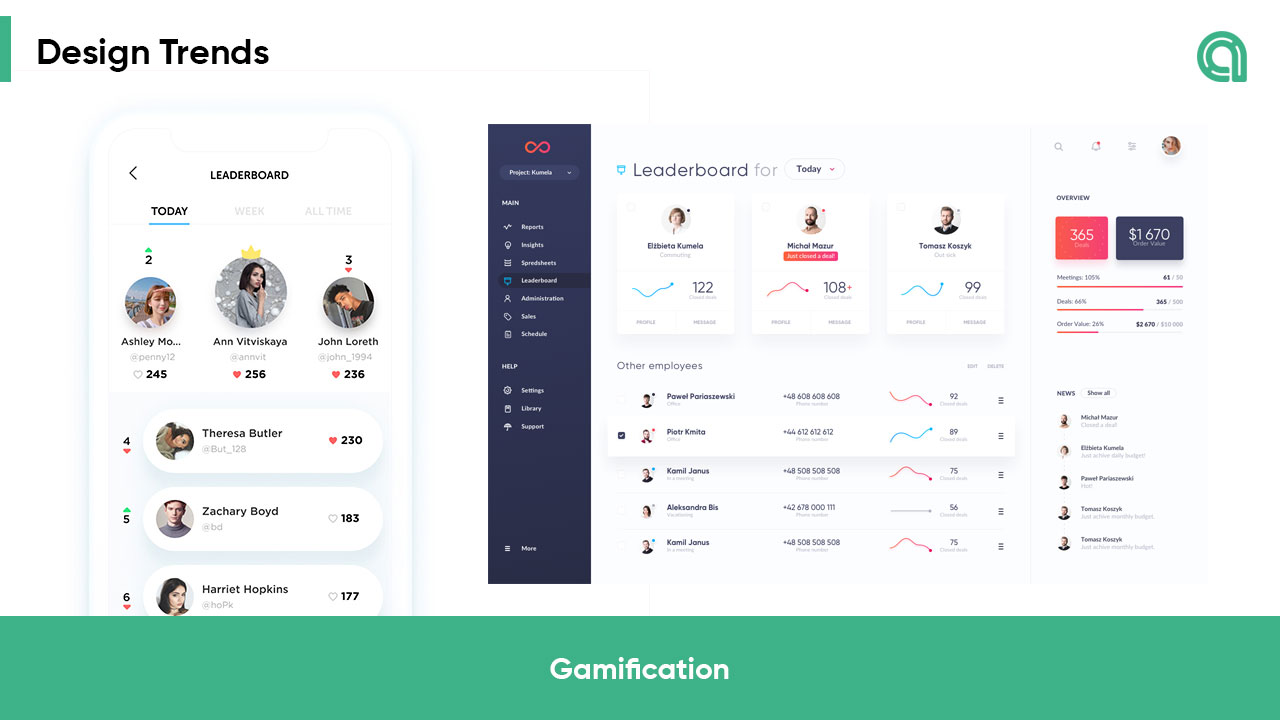 Design Trends
LEADERBOARD
TODAY WEEK ALL TIME
2
3
Ashley Mo...
@penny12
245
Ann Vitviskaya
@annvit
256
John Loreth
@john_1994
236
4
Theresa Butler
@But_128
230
5
Zachary Boyd
@bd
183
6
Harriet Hopkins
@hoPk
177
Project: Kumela
MAIN
Reports
Insights
Spredsheets
Leaderboard
Administration
Sales
Schedule
HELP
Settings
Library
Support
More
Leaderboard for Today
Elżbieta Kumela
Commuting
122
Closed deals
PROFILE MESSAGE
Michał Mazur
Just closed a deal!
108+
Closed deals
PROFILE MESSAGE
Tomasz Koszyk
Out sick
99
Closed deals
PROFILE MESSAGE
Other employees
EDIT DELETE
Paweł Pariaszewski +48 608 608 608 92
Office Phone number Closed deals
Piotr Kmita +44 612 612 612 89
Office Phone number Closed deals
Kamil Janus +48 508 508 508 75
In a meeting Phone number Closed deals
Aleksandra Bis +42 678 000 111 56
Vacationing Phone number Closed deals
Kamil Janus +48 508 508 508 75
In a meeting Phone number Closed deals
OVERVIEW
365
Deals
$1 670
Order Value
Meetings: 105% 61 / 50
Deals: 66% 365 / 500
Order Value: 26% $2 670 / $10 000
NEWS Show all
Michał Mazur
Closed a deal!
Elżbieta Kumela
Just achive daily budget!
Paweł Pariaszewski
Hot!
Tomasz Koszyk
Just achive monthly budget.
Tomasz Koszyk
Just achive monthly budget.
Gamification